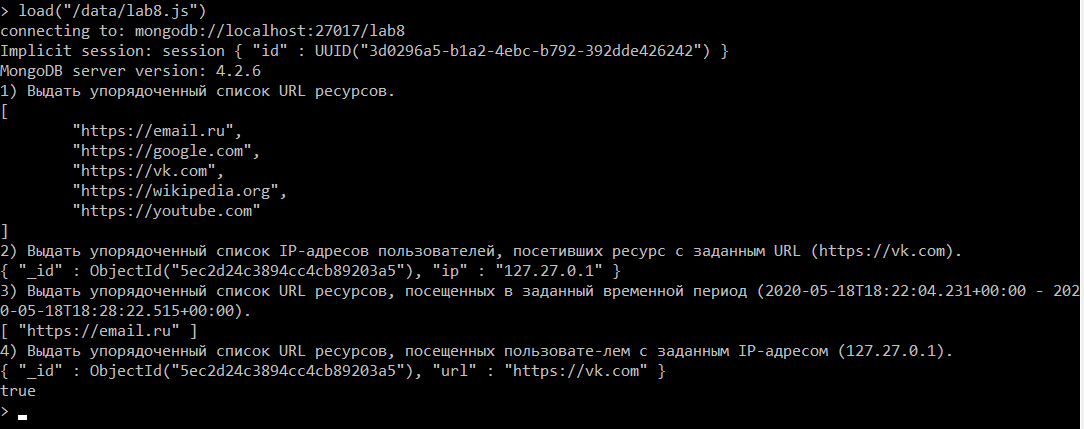 > load("/data/lab8.js")
connecting to: mongodb://localhost:27017/lab8
Implicit session: session { "id" : UUID("3d0296a5-b1a2-4ebc-b792-392dde426242") }
MongoDB server version: 4.2.6
1) Выдать упорядоченный список URL ресурсов.
[
        "https://email.ru",
        "https://google.com",
        "https://vk.com",
        "https://wikipedia.org",
        "https://youtube.com"
]
2) Выдать упорядоченный список IP-адресов пользователей, посетивших ресурс с заданным URL (https://vk.com).
{ "_id" : ObjectId("5ec2d24c3894cc4cb89203a5"), "ip" : "127.27.0.1" }
3) Выдать упорядоченный список URL ресурсов, посещенных в заданный временной период (2020-05-18T18:22:04.231+00:00 - 202
0-05-18T18:28:22.515+00:00).
[ "https://email.ru" ]
4) Выдать упорядоченный список URL ресурсов, посещенных пользовате-лем с заданным IP-адресом (127.27.0.1).
{ "_id" : ObjectId("5ec2d24c3894cc4cb89203a5"), "url" : "https://vk.com" }
true
>